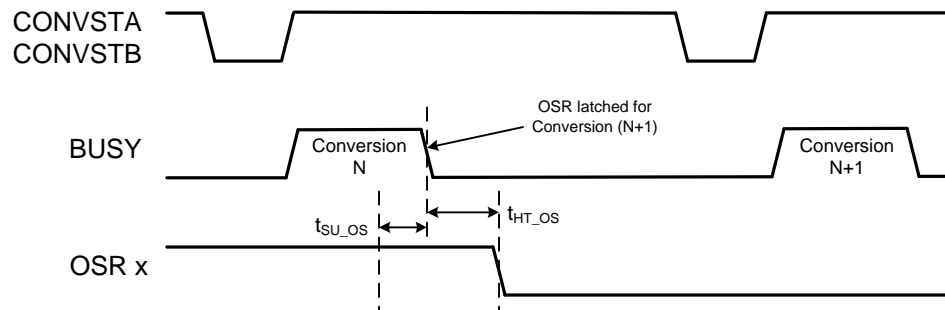 CONVSTA
CONVSTB
OSR latched for
Conversion (N+1)
BUSY
Conversion
N
Conversion
N+1
tSU_OS
tHT_OS
OSR x